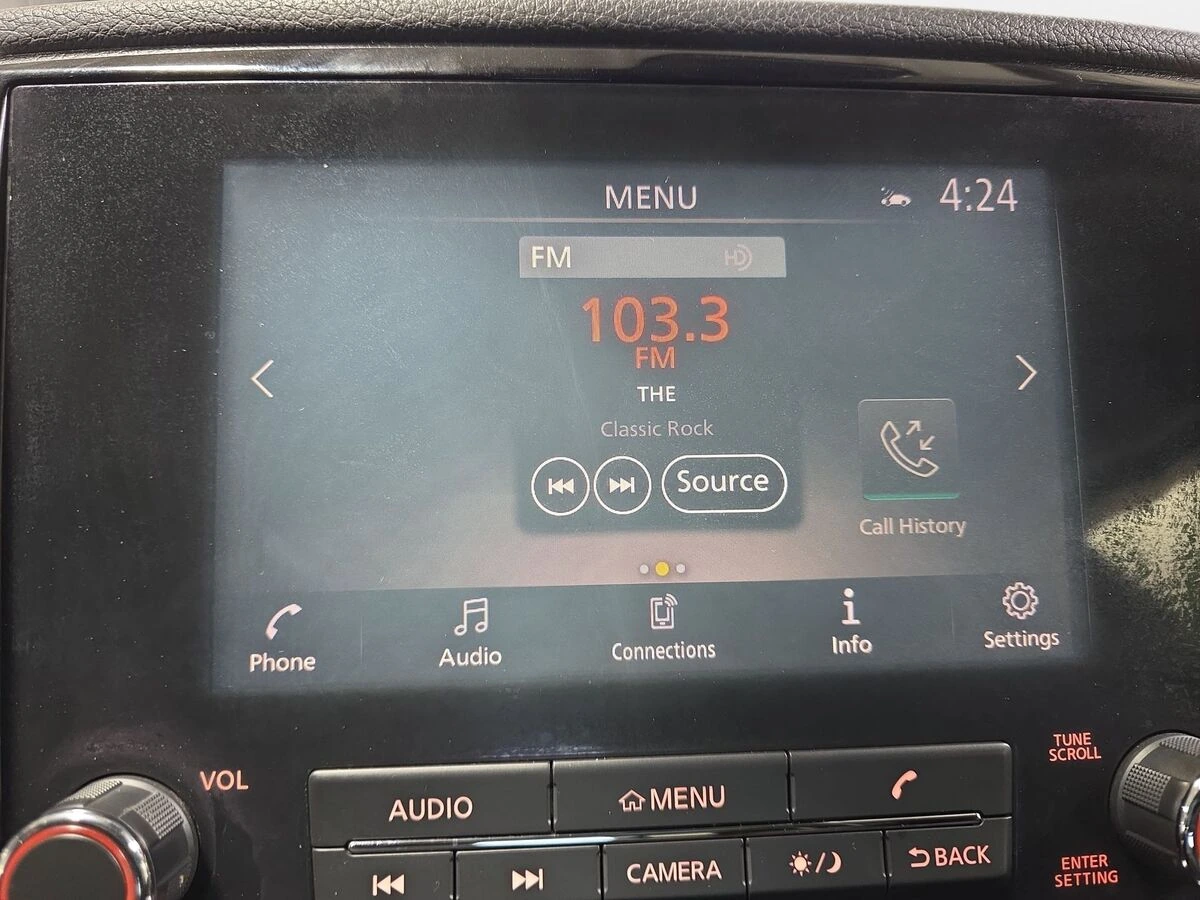 MENU
4:24
FM HD
103.3
FM
THE
Classic Rock
Source
Call History
Phone
Audio
Connections
Info
Settings
VOL
TUNE
SCROLL
AUDIO
MENU
CAMERA
BACK
ENTER
SETTING